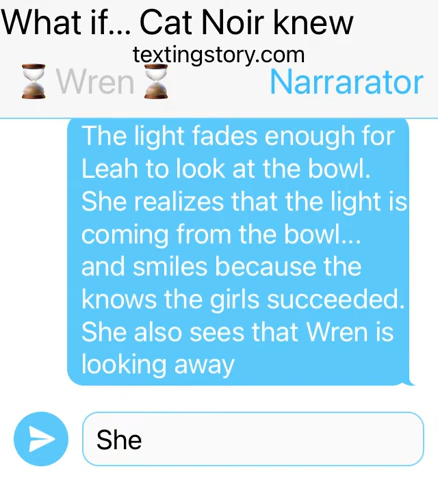 What if... Cat Noir knew
textingstory.com
⏳Wren⏳ Narrarator
The light fades enough for
Leah to look at the bowl.
She realizes that the light is
coming from the bowl...
and smiles because the
knows the girls succeeded.
She also sees that Wren is
looking away
She